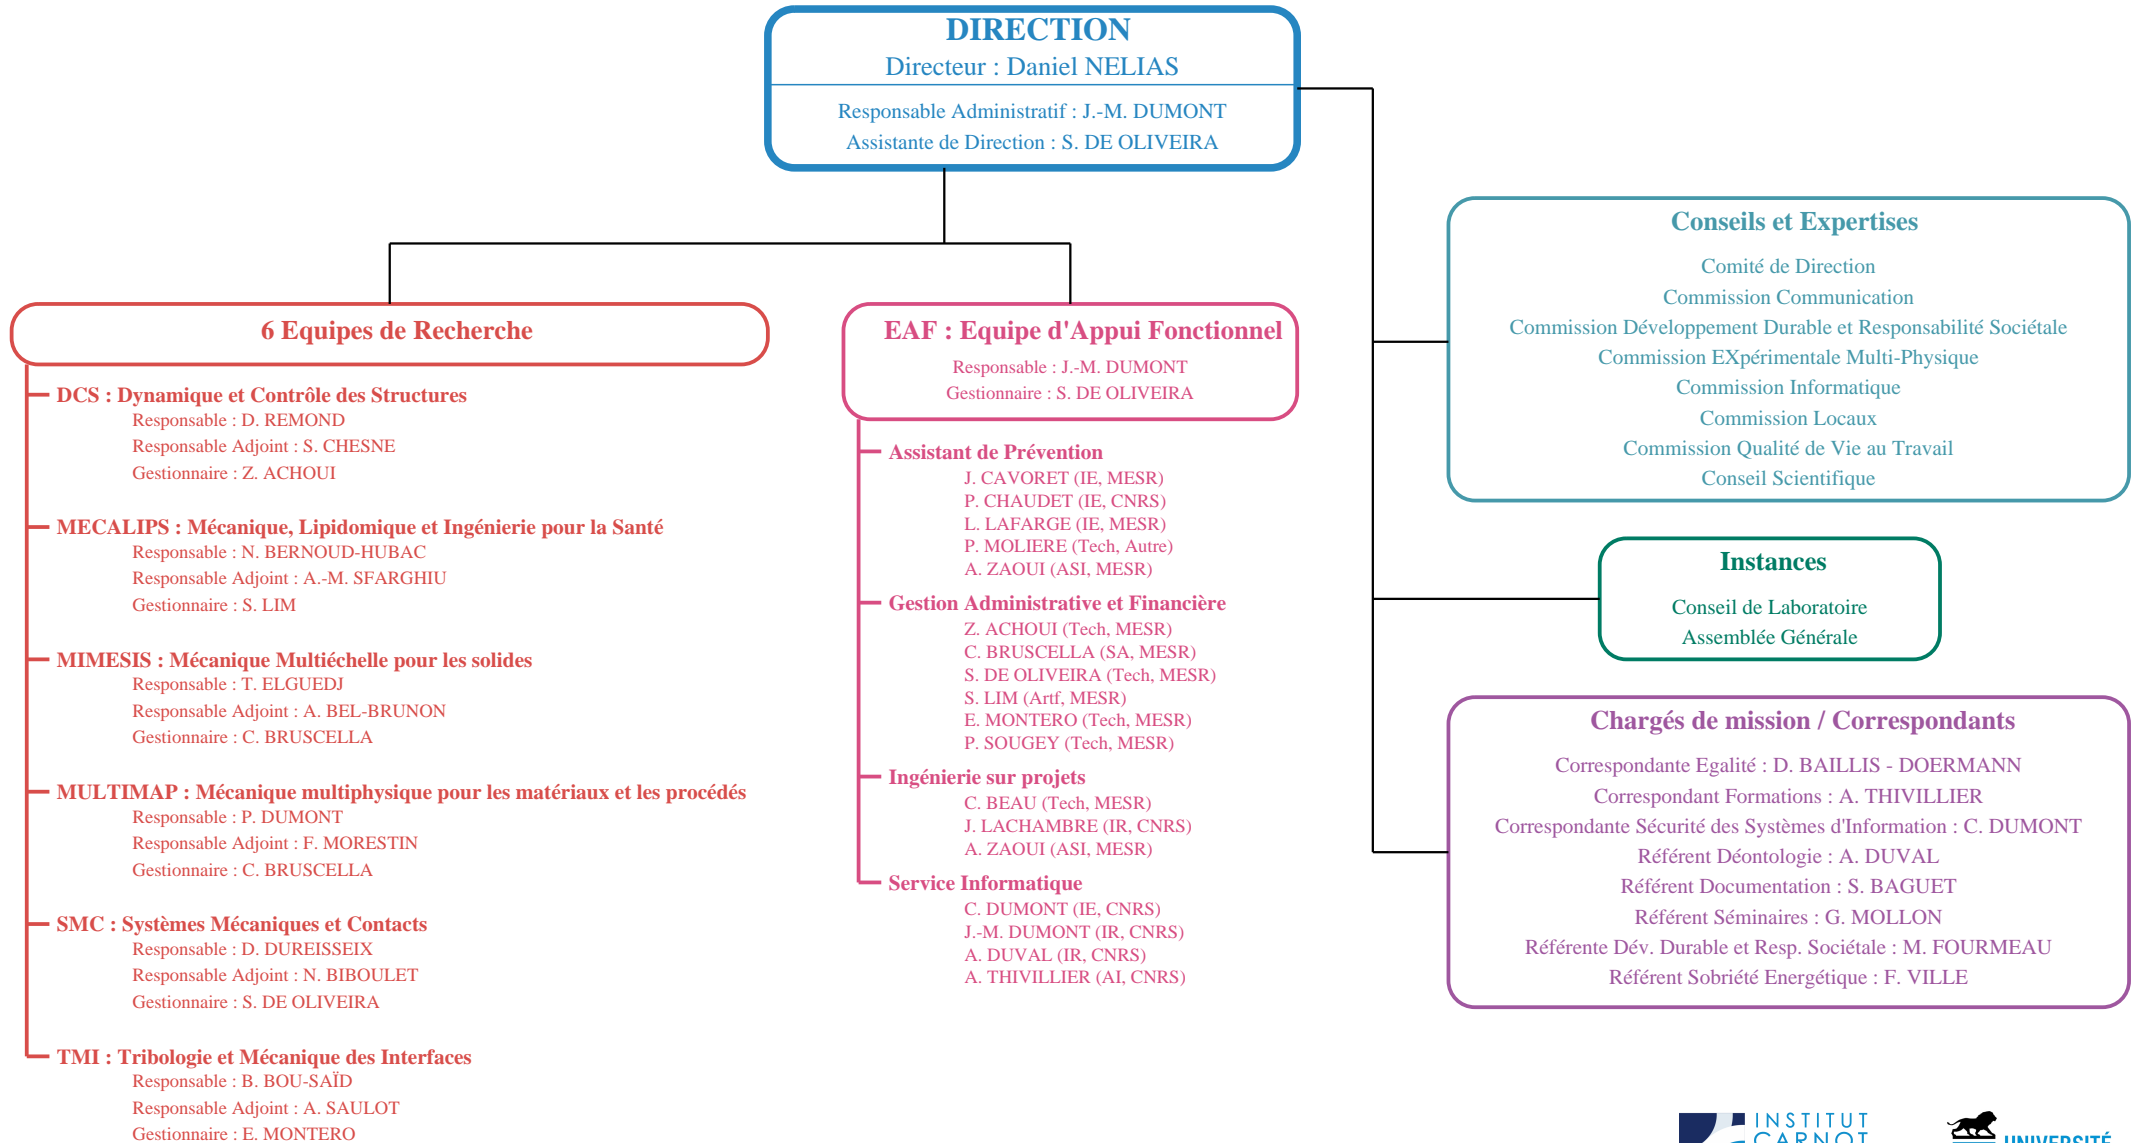 DIRECTION
Directeur : Daniel NELIAS
Responsable Administratif : J.-M. DUMONT
Assistante de Direction : S. DE OLIVEIRA
6 Equipes de Recherche
DCS : Dynamique et Contrôle des Structures
Responsable : D. REMOND
Responsable Adjoint : S. CHESNE
Gestionnaire : Z. ACHOUI
MECALIPS : Mécanique, Lipidomique et Ingénierie pour la Santé
Responsable : N. BERNOUD-HUBAC
Responsable Adjoint : A.-M. SFARGHIU
Gestionnaire : S. LIM
MIMESIS : Mécanique Multiéchelle pour les solides
Responsable : T. ELGUEDJ
Responsable Adjoint : A. BEL-BRUNON
Gestionnaire : C. BRUSCELLA
MULTIMAP : Mécanique multiphysique pour les matériaux et les procédés
Responsable : P. DUMONT
Responsable Adjoint : F. MORESTIN
Gestionnaire : C. BRUSCELLA
SMC : Systèmes Mécaniques et Contacts
Responsable : D. DUREISSEIX
Responsable Adjoint : N. BIBOULET
Gestionnaire : S. DE OLIVEIRA
TMI : Tribologie et Mécanique des Interfaces
Responsable : B. BOU-SAÏD
Responsable Adjoint : A. SAULOT
Gestionnaire : E. MONTERO
EAF : Equipe d'Appui Fonctionnel
Responsable : J.-M. DUMONT
Gestionnaire : S. DE OLIVEIRA
Assistant de Prévention
J. CAVORET (IE, MESR)
P. CHAUDET (IE, CNRS)
L. LAFARGE (IE, MESR)
P. MOLIERE (Tech, Autre)
A. ZAOUI (ASI, MESR)
Gestion Administrative et Financière
Z. ACHOUI (Tech, MESR)
C. BRUSCELLA (SA, MESR)
S. DE OLIVEIRA (Tech, MESR)
S. LIM (Artf, MESR)
E. MONTERO (Tech, MESR)
P. SOUGEY (Tech, MESR)
Ingénierie sur projets
C. BEAU (Tech, MESR)
J. LACHAMBRE (IR, CNRS)
A. ZAOUI (ASI, MESR)
Service Informatique
C. DUMONT (IE, CNRS)
J.-M. DUMONT (IR, CNRS)
A. DUVAL (IR, CNRS)
A. THIVILLIER (AI, CNRS)
Conseils et Expertises
Comité de Direction
Commission Communication
Commission Développement Durable et Responsabilité Sociétale
Commission EXpérimentale Multi-Physique
Commission Informatique
Commission Locaux
Commission Qualité de Vie au Travail
Conseil Scientifique
Instances
Conseil de Laboratoire
Assemblée Générale
Chargés de mission / Correspondants
Correspondante Egalité : D. BAILLIS - DOERMANN
Correspondant Formations : A. THIVILLIER
Correspondante Sécurité des Systèmes d'Information : C. DUMONT
Référent Déontologie : A. DUVAL
Référent Documentation : S. BAGUET
Référent Séminaires : G. MOLLON
Référente Dév. Durable et Resp. Sociétale : M. FOURMEAU
Référent Sobriété Energétique : F. VILLE
INSTITUT
CARNOT
UNIVERSITÉ